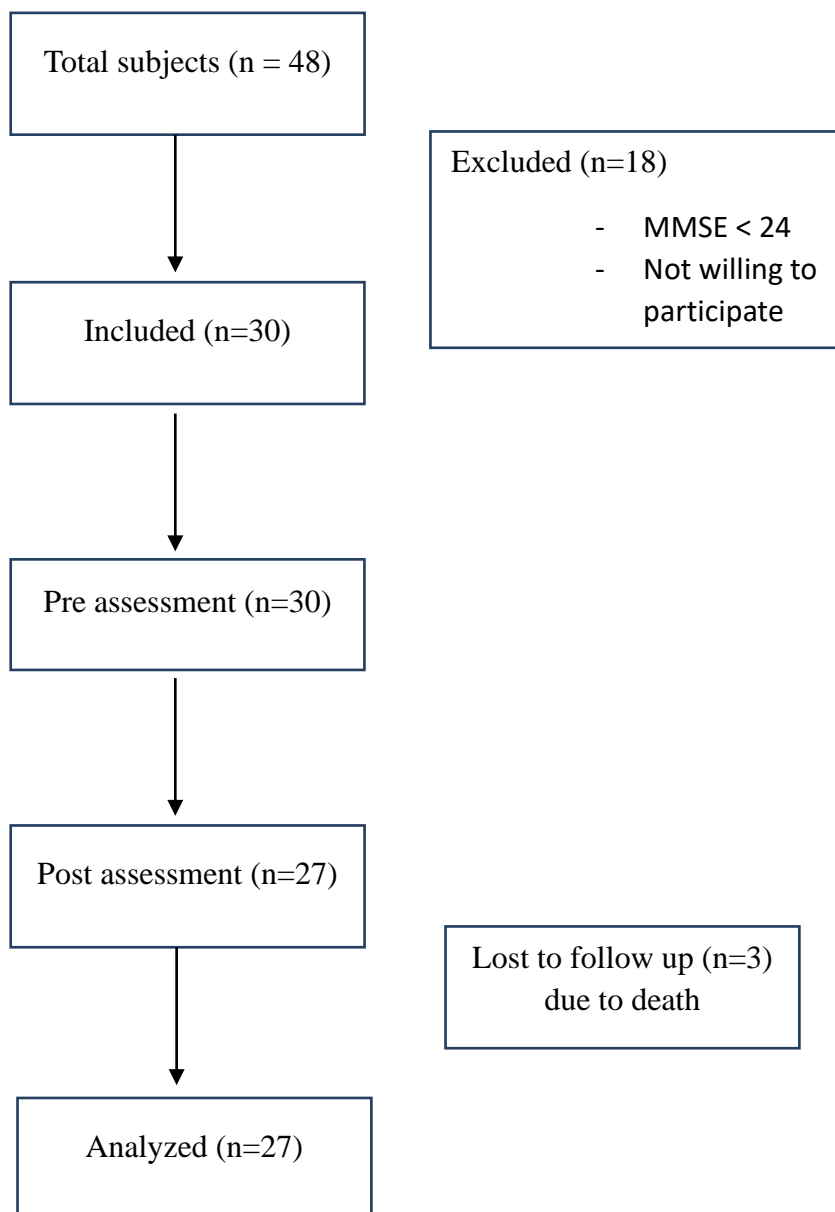 Total subjects (n = 48)
Excluded (n=18)
- MMSE < 24
- Not willing to
participate
Included (n=30)
Pre assessment (n=30)
Post assessment (n=27)
Lost to follow up (n=3)
due to death
Analyzed (n=27)